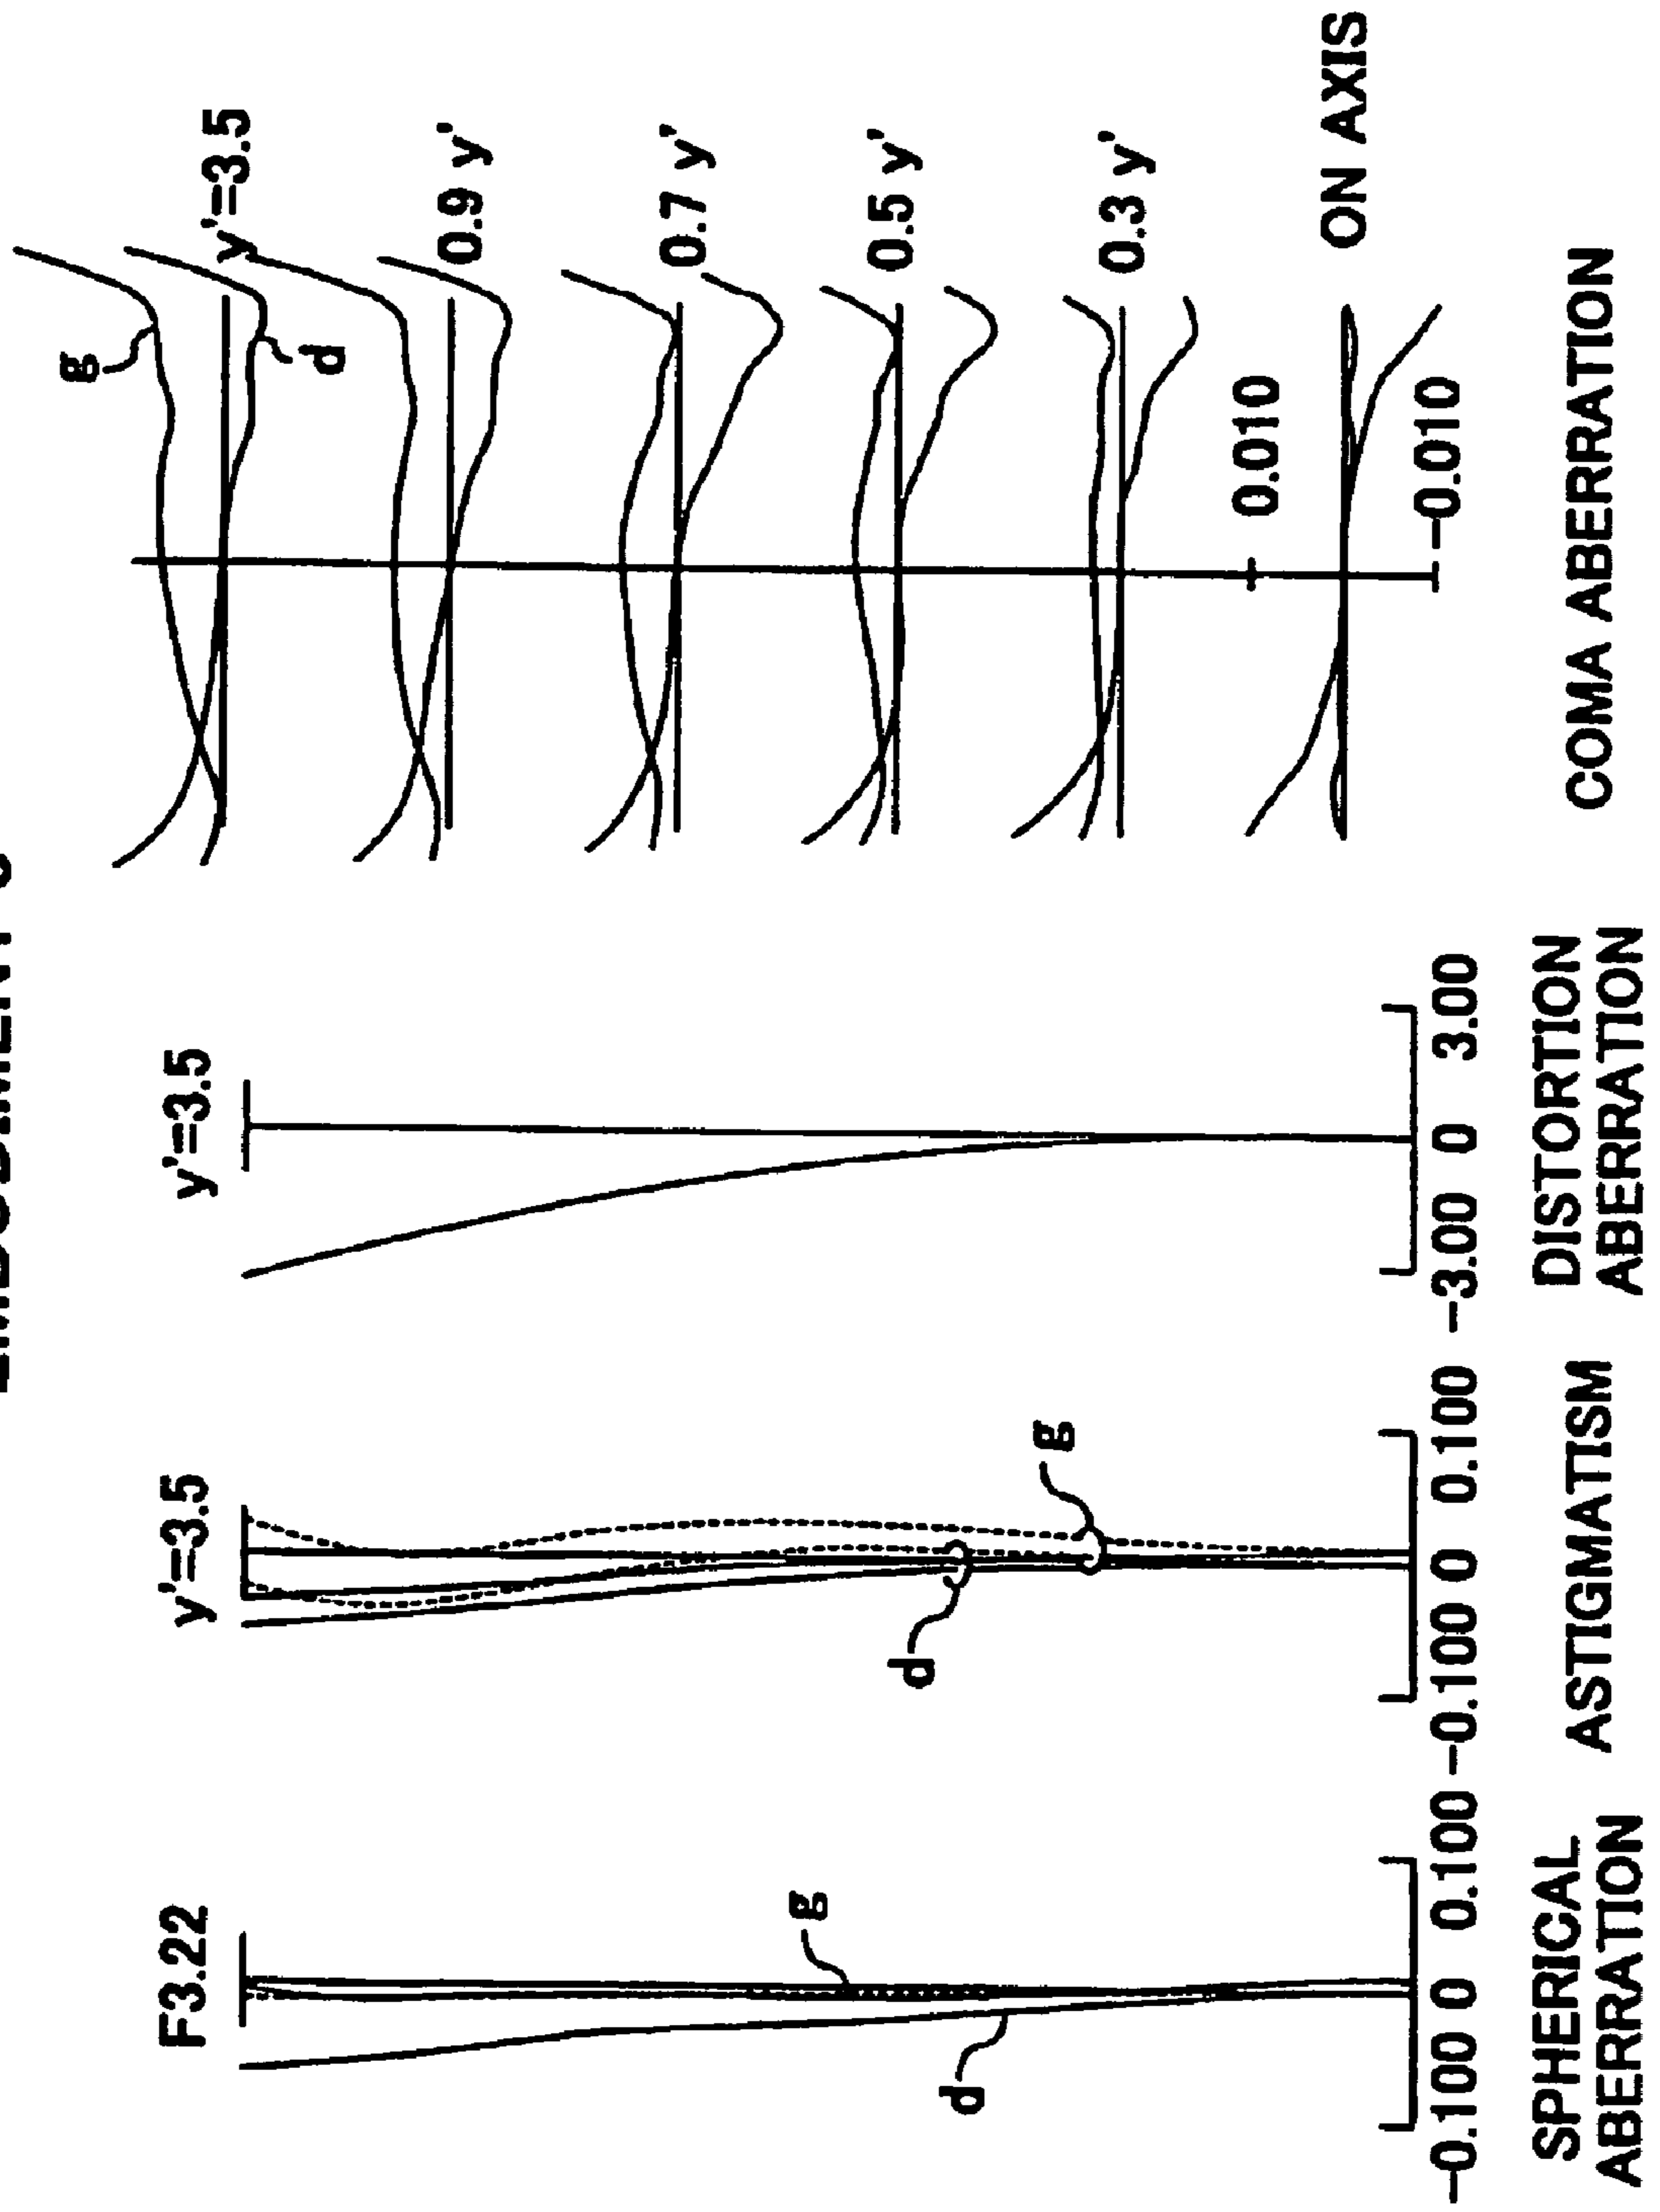 F3.22
g
d
-0.100 0 0.100
SPHERICAL
ABERRATION
y'=3.5
g
d
-0.100 0 0.100
ASTIGMATISM
y'=3.5
-3.00 0 3.00
DISTORTION
ABERRATION
g
d
y'=3.5
0.9 y'
0.7 y'
0.5 y'
0.3 y'
0.010
ON AXIS
-0.010
COMA ABERRATION